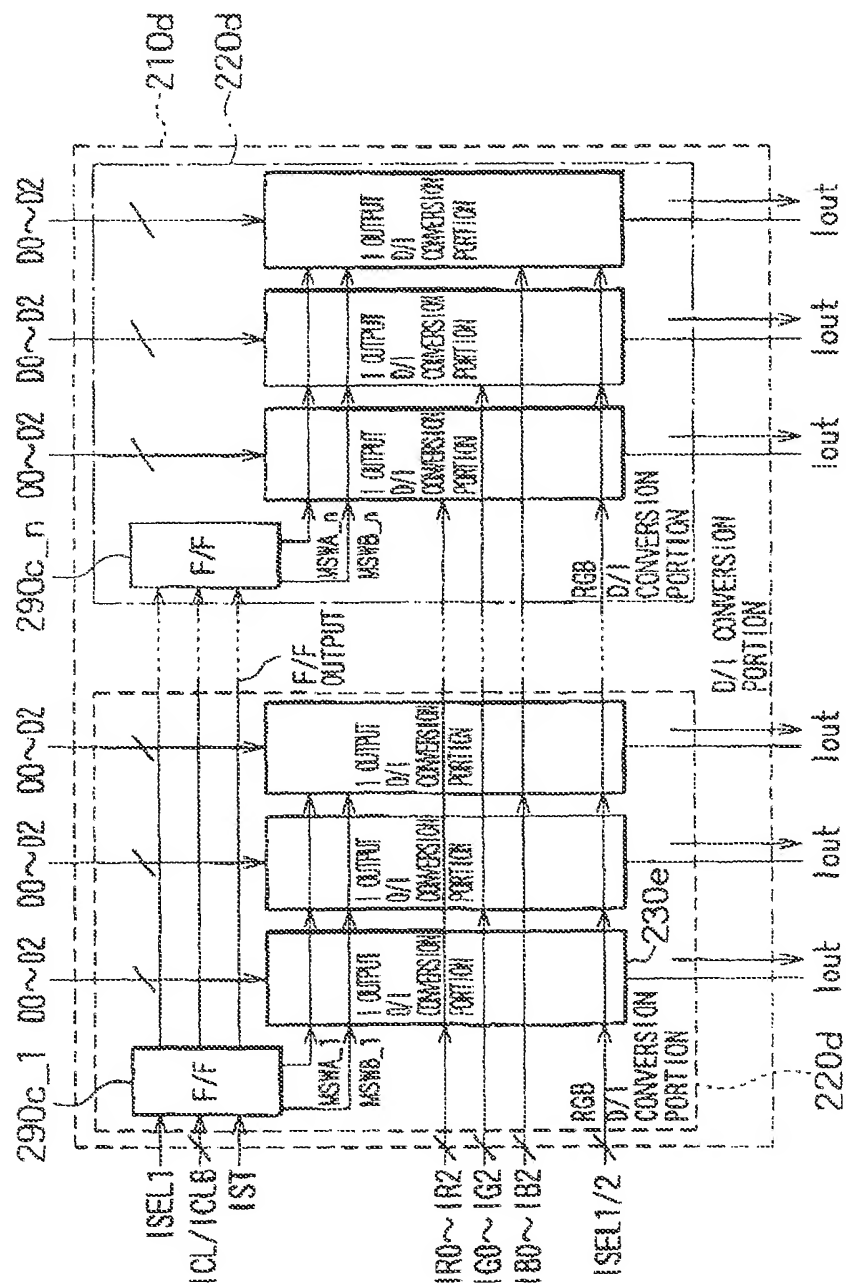 210d
220d
D0~D2
D0~D2
D0~D2
D0~D2
D0~D2
D0~D2
290c_1
290c_n
ISEL1
ICL/ICLB
IST
F/F
F/F
F/F
OUTPUT
MSWA_1
MSWB_1
MSWA_n
MSWB_n
1 OUTPUT
D/I
CONVERSION
PORTION
1 OUTPUT
D/I
CONVERSION
PORTION
1 OUTPUT
D/I
CONVERSION
PORTION
1 OUTPUT
D/I
CONVERSION
PORTION
1 OUTPUT
D/I
CONVERSION
PORTION
1 OUTPUT
D/I
CONVERSION
PORTION
IR0~IR2
IG0~IG2
IB0~IB2
ISEL1/2
RGB
D/I
CONVERSION
PORTION
RGB
D/I
CONVERSION
PORTION
D/I CONVERSION
PORTION
230e
220d
Iout
Iout
Iout
Iout
Iout
Iout